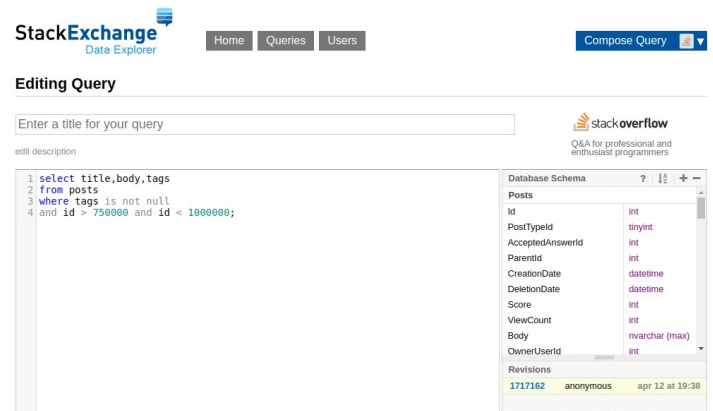 StackExchange
Data Explorer
Home Queries Users
Compose Query
Editing Query
Enter a title for your query
stackoverflow
Q&A for professional and
enthusiast programmers
edit description
1 select title,body,tags
2 from posts
3 where tags is not null
4 and id > 750000 and id < 1000000;
Database Schema ?
Posts
Id int
PostTypeId tinyint
AcceptedAnswerId int
ParentId int
CreationDate datetime
DeletionDate datetime
Score int
ViewCount int
Body nvarchar (max)
OwnerUserId int
Revisions
1717162 anonymous apr 12 at 19:38